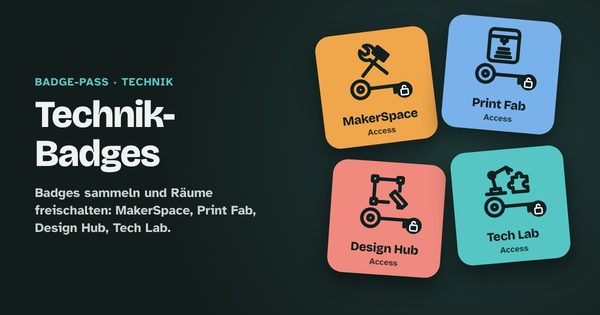 BADGE-PASS · TECHNIK
Technik-
Badges
Badges sammeln und Räume
freischalten: MakerSpace, Print Fab,
Design Hub, Tech Lab.
MakerSpace
Access
Print Fab
Access
Design Hub
Access
Tech Lab
Access